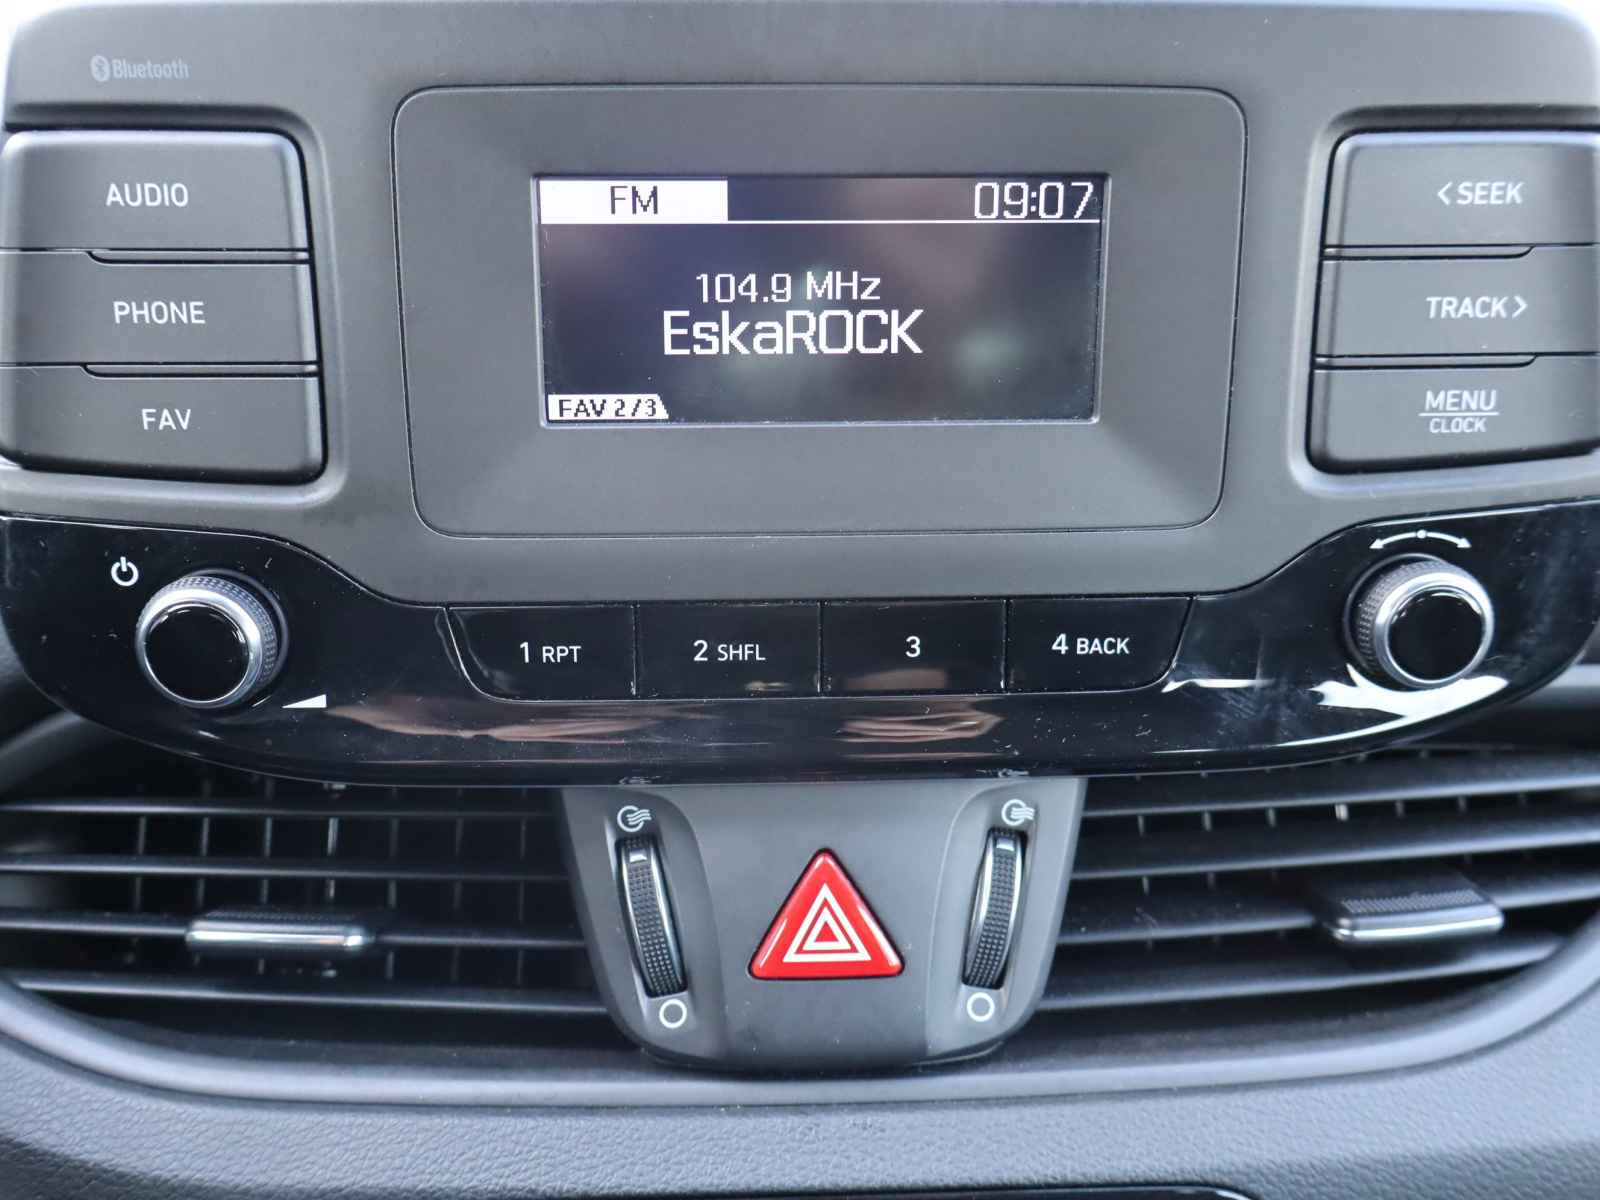 Bluetooth
AUDIO
PHONE
FAV
FM 09:07
104.9 MHz
EskaROCK
FAV 2/3
<SEEK
TRACK>
MENU
CLOCK
1 RPT
2 SHFL
3
4 BACK